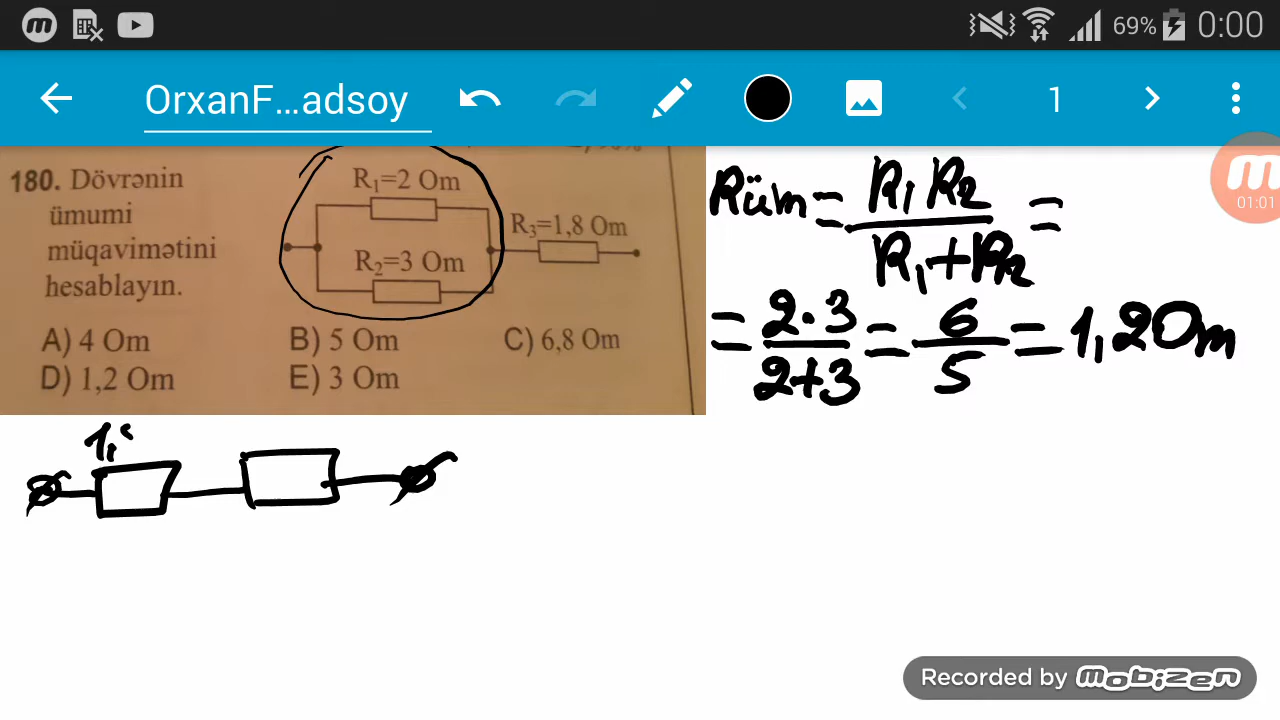 69% 0:00
OrxanF...adsoy 1
01:01
180. Dövrənin
ümumi
müqavimətini
hesablayın.
R₁=2 Om
R₂=3 Om
R₃=1,8 Om
A) 4 Om B) 5 Om C) 6,8 Om
D) 1,2 Om E) 3 Om
Rüm = R₁R₂ / R₁+R₂ =
= 2·3 / 2+3 = 6/5 = 1,2Om
Recorded by MOBIZEN